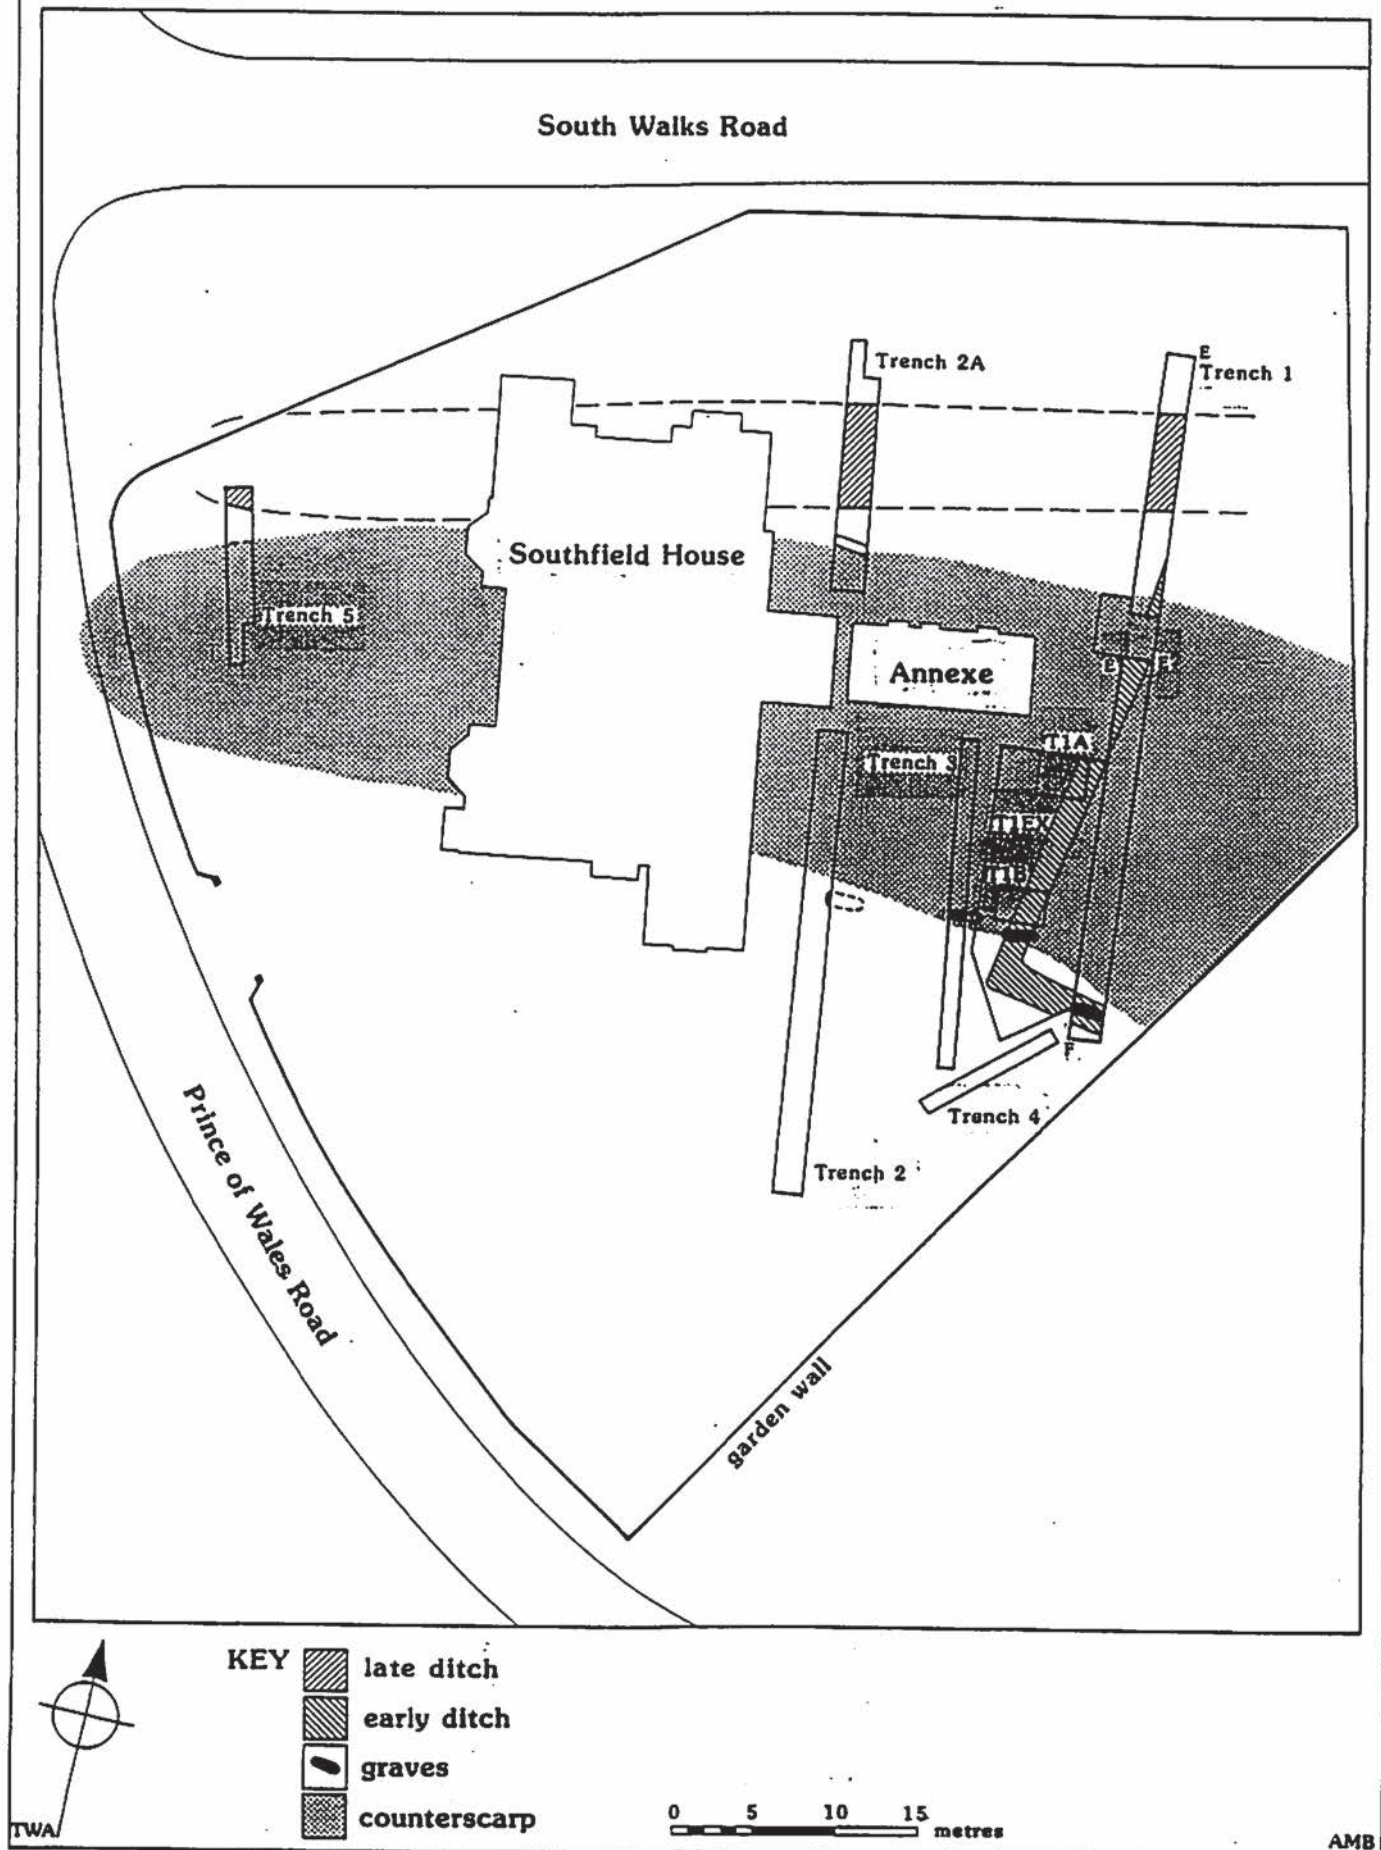 South Walks Road
Trench 2A
E
Trench 1
Southfield House
Trench 5
Annexe
E
E'
T1A
Trench 3
T1EX
T1B
F
Trench 4
Trench 2
Prince of Wales Road
garden wall
KEY
late ditch
early ditch
graves
counterscarp
0 5 10 15
metres
TWA
AMB